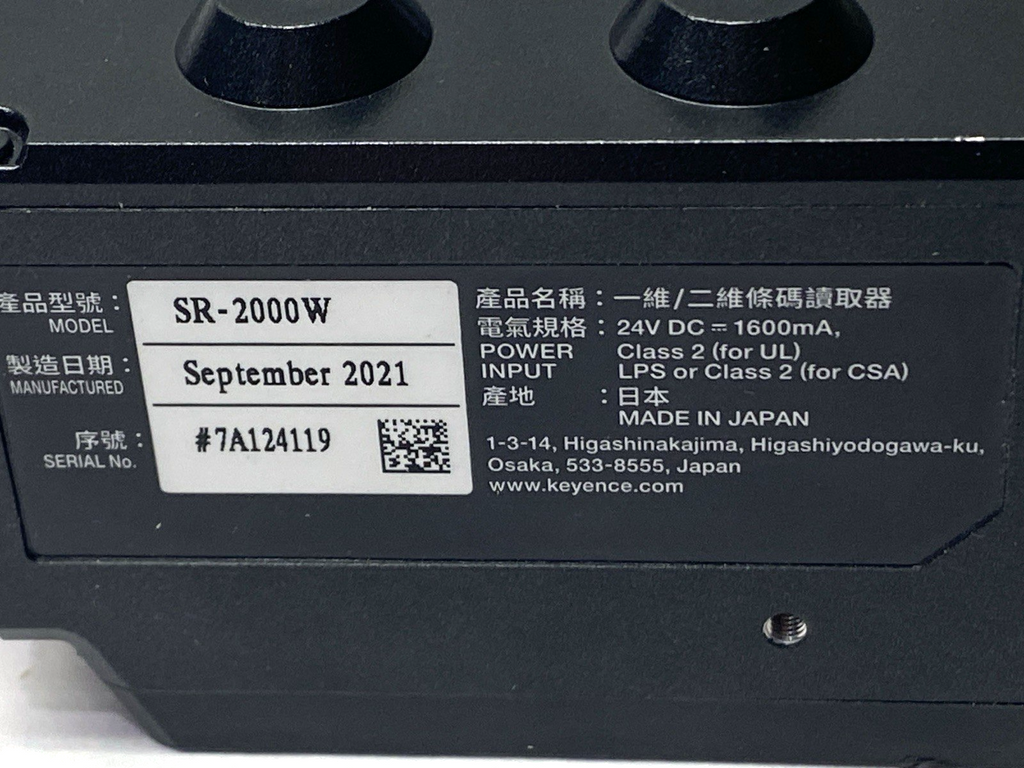 產品型號：
MODEL
SR-2000W
製造日期：
MANUFACTURED
September 2021
序號：
SERIAL No.
#7A124119
產品名稱：一維/二維條碼讀取器
電氣規格：24V DC ⎓ 1600mA,
POWER Class 2 (for UL)
INPUT LPS or Class 2 (for CSA)
產地 ：日本
MADE IN JAPAN
1-3-14, Higashinakajima, Higashiyodogawa-ku,
Osaka, 533-8555, Japan
www.keyence.com